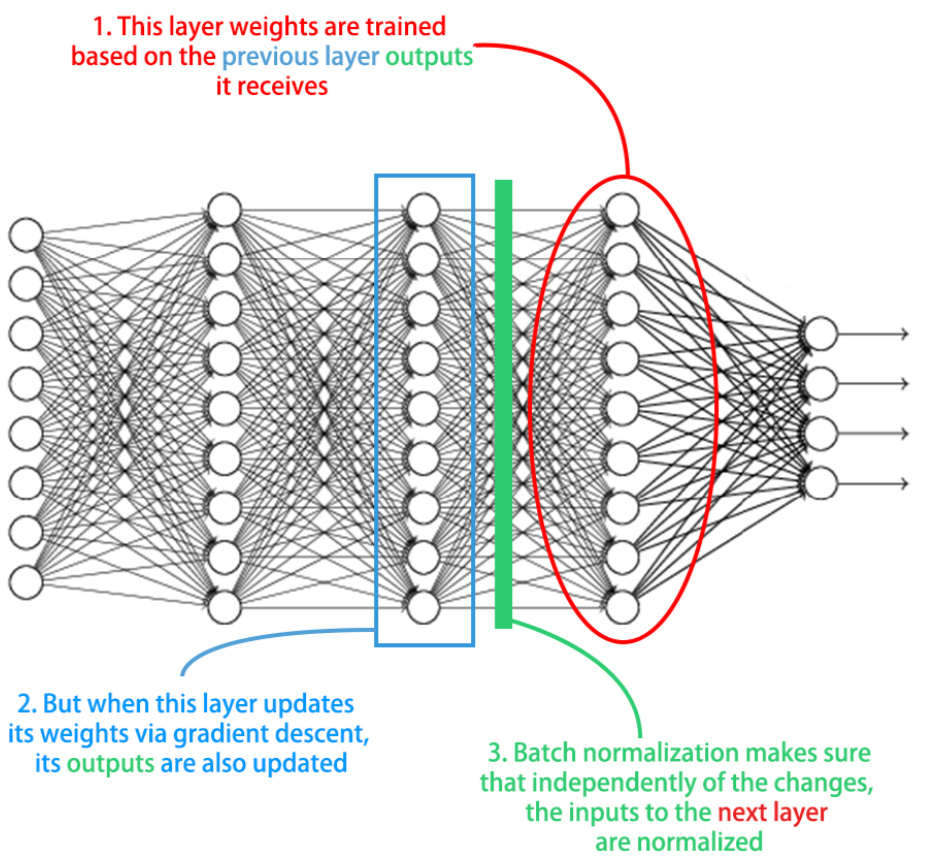 1. This layer weights are trained
based on the previous layer outputs
it receives
2. But when this layer updates
its weights via gradient descent,
its outputs are also updated
3. Batch normalization makes sure
that independently of the changes,
the inputs to the next layer
are normalized